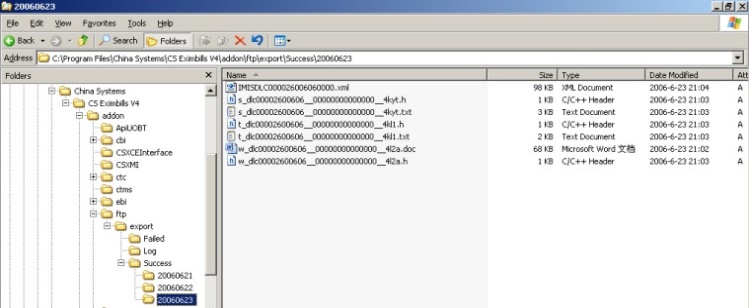 20060623
File Edit View Favorites Tools Help
Back Search Folders
Address C:\Program Files\China Systems\CS Eximbills V4\addon\ftp\export\Success\20060623
Folders
Name Size Type Date Modified Att
China Systems
CS Eximbills V4
addon
ApiUOBT
cbi
CSXCEInterface
CSXMI
ctc
ctms
ebi
ftp
export
Failed
Log
Success
20060621
20060622
20060623
IMISDLC000026006060000.xml 98 KB XML Document 2006-6-23 21:04 A
s_dlc00002600606__00000000000000__4kyt.h 1 KB C/C++ Header 2006-6-23 21:03 A
s_dlc00002600606__00000000000000__4kyt.txt 3 KB Text Document 2006-6-23 21:03 A
t_dlc00002600606__00000000000000__4kl1.h 1 KB C/C++ Header 2006-6-23 21:03 A
t_dlc00002600606__00000000000000__4kl1.txt 2 KB Text Document 2006-6-23 21:03 A
w_dlc00002600606__00000000000000__4l2a.doc 68 KB Microsoft Word 文档 2006-6-23 21:02 A
w_dlc00002600606__00000000000000__4l2a.h 1 KB C/C++ Header 2006-6-23 21:03 A